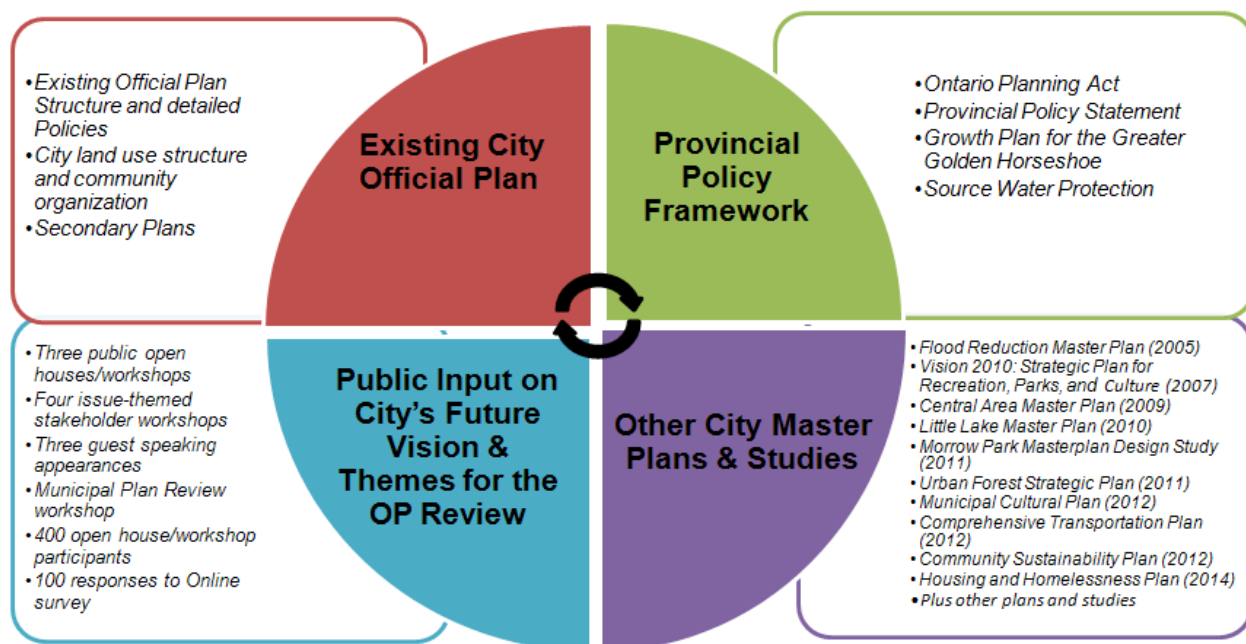 •Existing Official Plan
Structure and detailed
Policies
•City land use structure
and community
organization
•Secondary Plans
Existing City
Official Plan
Provincial
Policy
Framework
•Ontario Planning Act
•Provincial Policy Statement
•Growth Plan for the Greater
Golden Horseshoe
•Source Water Protection
•Three public open
houses/workshops
•Four issue-themed
stakeholder workshops
•Three guest speaking
appearances
•Municipal Plan Review
workshop
•400 open house/workshop
participants
•100 responses to Online
survey
Public Input on
City's Future
Vision &
Themes for the
OP Review
Other City Master
Plans & Studies
•Flood Reduction Master Plan (2005)
•Vision 2010: Strategic Plan for
Recreation, Parks, and Culture (2007)
•Central Area Master Plan (2009)
•Little Lake Master Plan (2010)
•Morrow Park Masterplan Design Study
(2011)
•Urban Forest Strategic Plan (2011)
•Municipal Cultural Plan (2012)
•Comprehensive Transportation Plan
(2012)
•Community Sustainability Plan (2012)
•Housing and Homelessness Plan (2014)
•Plus other plans and studies